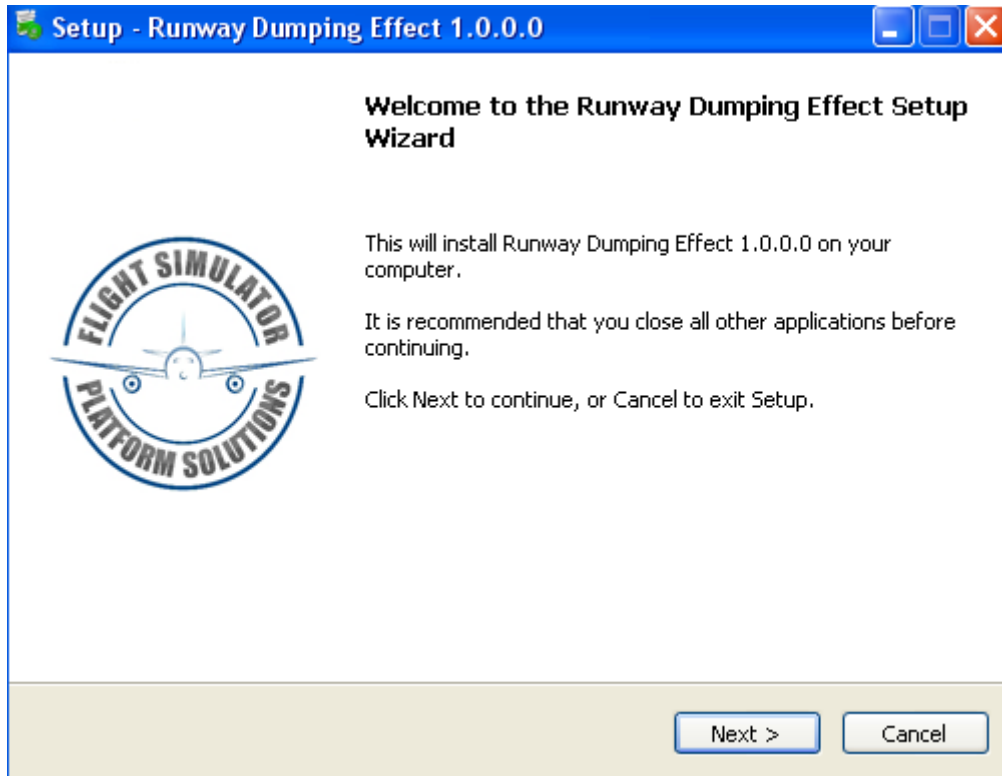 Setup - Runway Dumping Effect 1.0.0.0
Welcome to the Runway Dumping Effect Setup
Wizard
This will install Runway Dumping Effect 1.0.0.0 on your
computer.
It is recommended that you close all other applications before
continuing.
Click Next to continue, or Cancel to exit Setup.
FLIGHT SIMULATOR
PLATFORM SOLUTIONS
Next >
Cancel